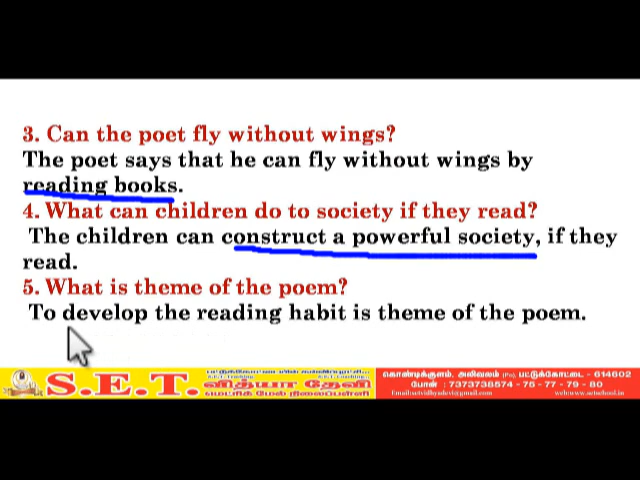 3. Can the poet fly without wings?
The poet says that he can fly without wings by
reading books.
4. What can children do to society if they read?
The children can construct a powerful society, if they
read.
5. What is theme of the poem?
To develop the reading habit is theme of the poem.
S.E.T. வித்யா தேவி
மெட்ரிக் மேல் நிலைப்பள்ளி
கொண்டிக்குளம், அலிவலம் (Po), பட்டுக்கோட்டை - 614602
போன் : 7373738874 - 75 - 77 - 79 - 80